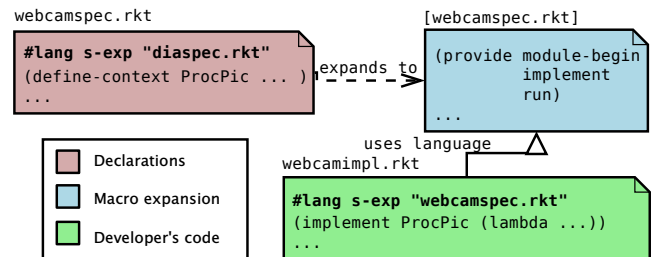 webcamspec.rkt
#lang s-exp "diaspec.rkt"
(define-context ProcPic ... )
...
expands to
[webcamspec.rkt]
(provide module-begin
implement
run)
...
uses language
webcamimpl.rkt
#lang s-exp "webcamspec.rkt"
(implement ProcPic (lambda ...))
...
Declarations
Macro expansion
Developer's code